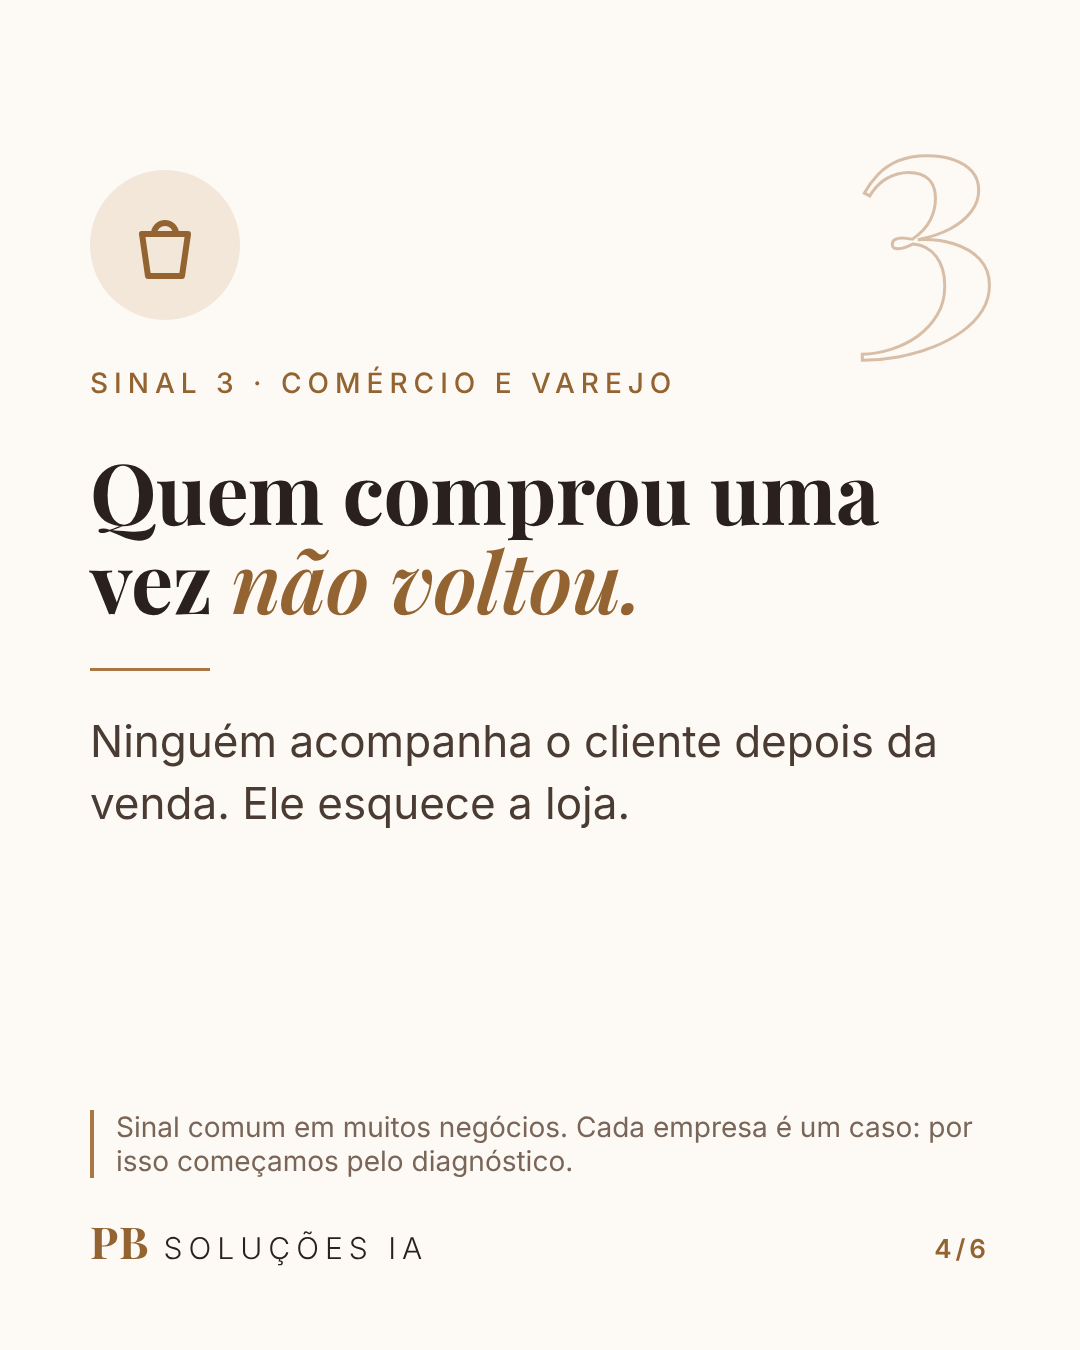 3
SINAL 3 · COMÉRCIO E VAREJO
Quem comprou uma
vez não voltou.
Ninguém acompanha o cliente depois da
venda. Ele esquece a loja.
Sinal comum em muitos negócios. Cada empresa é um caso: por
isso começamos pelo diagnóstico.
PB SOLUÇÕES IA
4/6